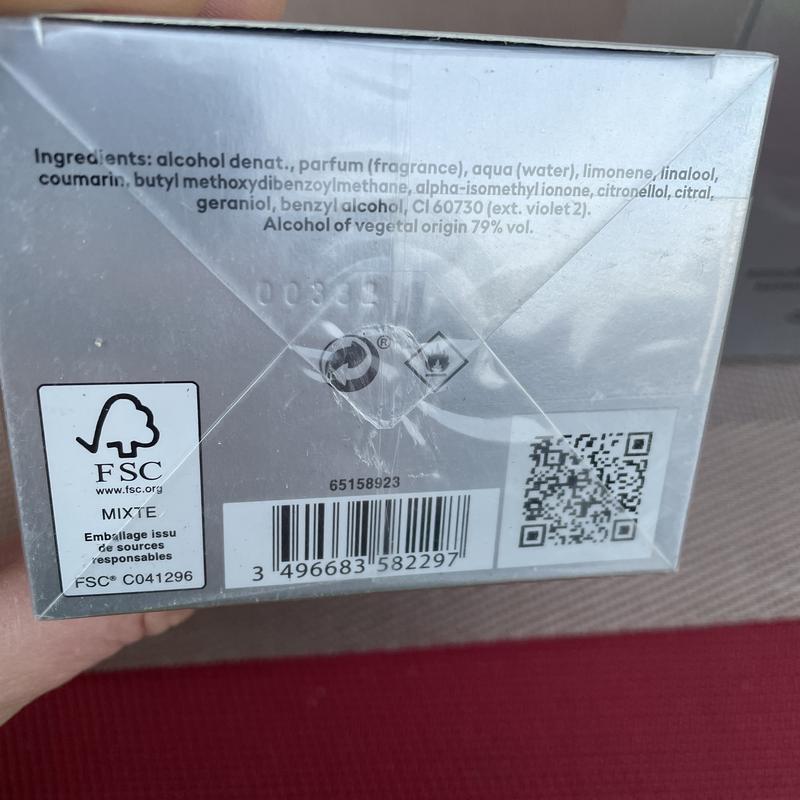 Ingredients: alcohol denat., parfum (fragrance), aqua (water), limonene, linalool,
coumarin, butyl methoxydibenzoylmethane, alpha-isomethyl ionone, citronellol, citral,
geraniol, benzyl alcohol, CI 60730 (ext. violet 2).
Alcohol of vegetal origin 79% vol.
®
FSC
www.fsc.org
MIXTE
Emballage issu
de sources
responsables
FSC® C041296
65158923
3 496683 582297